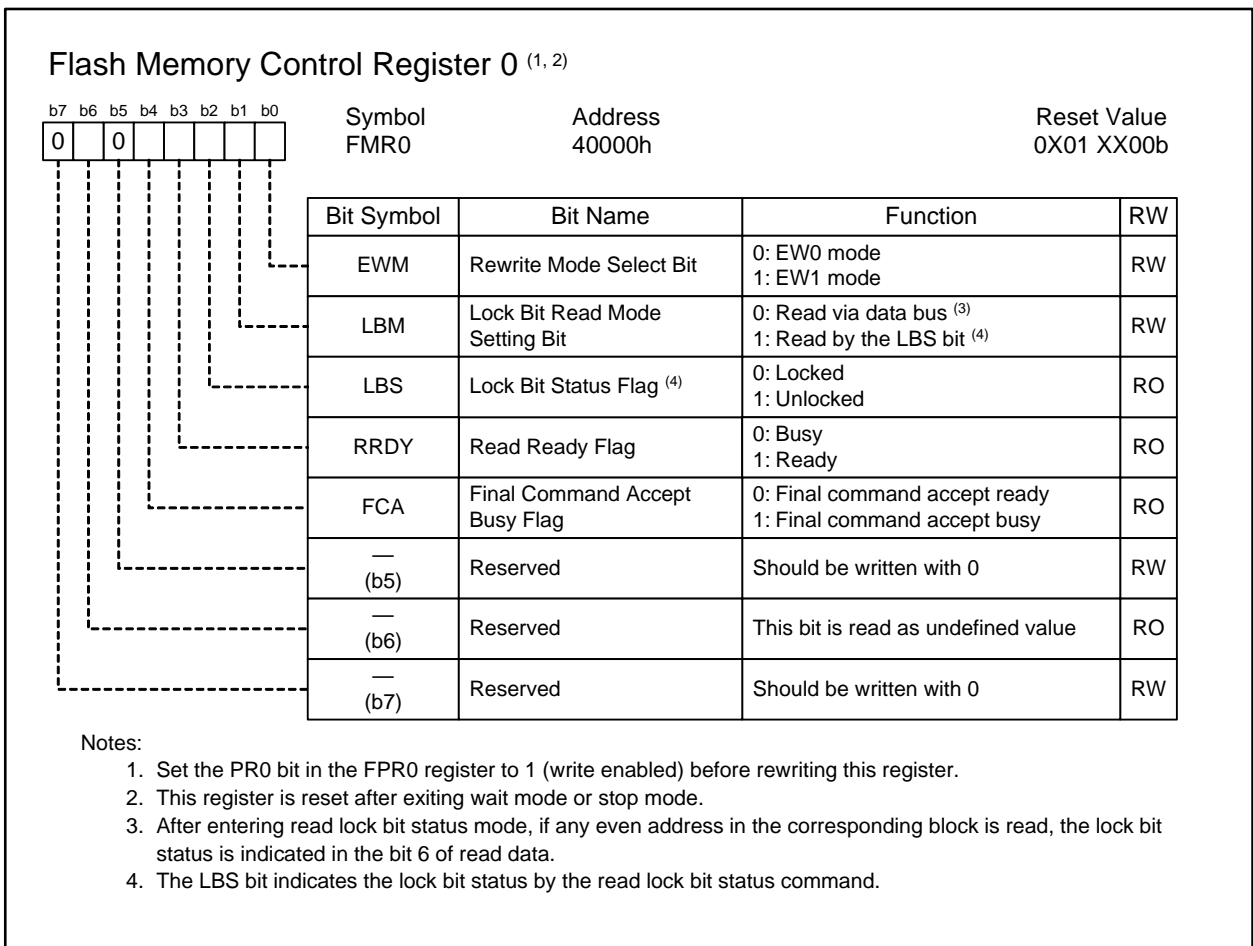 Flash Memory Control Register 0 (1, 2)
b7 b6 b5 b4 b3 b2 b1 b0
0 0
Symbol Address Reset Value
FMR0 40000h 0X01 XX00b
Bit Symbol Bit Name Function RW
EWM Rewrite Mode Select Bit 0: EW0 mode
1: EW1 mode RW
LBM Lock Bit Read Mode
Setting Bit 0: Read via data bus (3)
1: Read by the LBS bit (4) RW
LBS Lock Bit Status Flag (4) 0: Locked
1: Unlocked RO
RRDY Read Ready Flag 0: Busy
1: Ready RO
FCA Final Command Accept
Busy Flag 0: Final command accept ready
1: Final command accept busy RO
—
(b5) Reserved Should be written with 0 RW
—
(b6) Reserved This bit is read as undefined value RO
—
(b7) Reserved Should be written with 0 RW
Notes:
1. Set the PR0 bit in the FPR0 register to 1 (write enabled) before rewriting this register.
2. This register is reset after exiting wait mode or stop mode.
3. After entering read lock bit status mode, if any even address in the corresponding block is read, the lock bit
status is indicated in the bit 6 of read data.
4. The LBS bit indicates the lock bit status by the read lock bit status command.